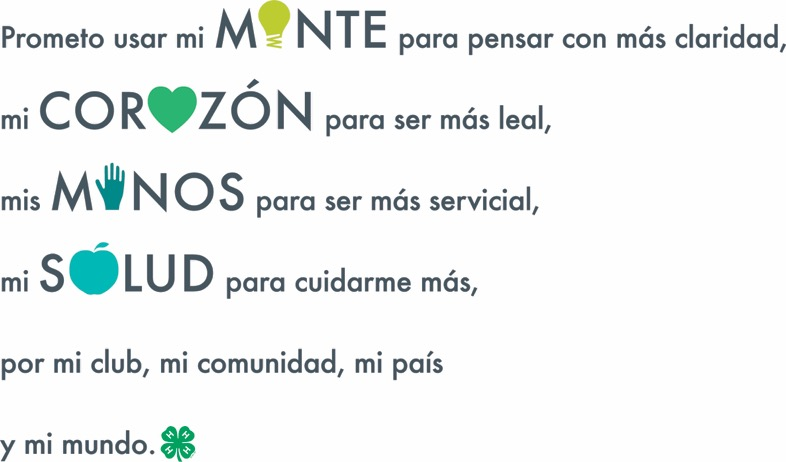 Prometo usar mi MENTE para pensar con más claridad,
mi CORAZÓN para ser más leal,
mis MANOS para ser más servicial,
mi SALUD para cuidarme más,
por mi club, mi comunidad, mi país
y mi mundo. H H H H